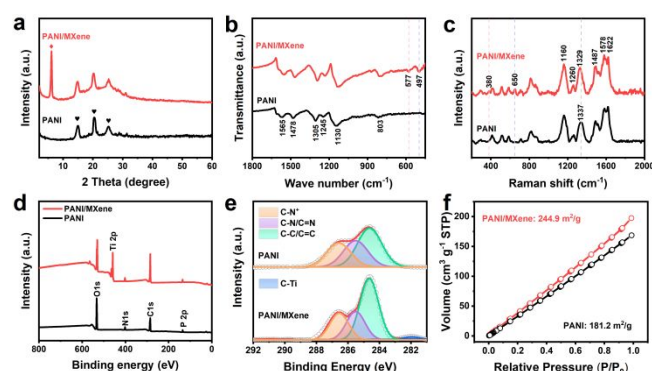 a
PANI/MXene
PANI
Intensity (a.u.)
10 20 30 40 50 60
2 Theta (degree)
b
PANI/MXene
PANI
Transmittance (a.u.)
577
497
1565
1478
1305
1245
1130
803
2000 1600 1200 800
Wave number (cm-1)
c
PANI/MXene
PANI
Intensity (a.u.)
380
650
1160
1260
1329
1487
1578
1622
1337
600 1000 1400 1800
Raman shift (cm-1)
d
PANI/MXene
PANI
Intensity (a.u.)
Ti 2p
O1s
N1s
C1s
P 2p
800 600 400 200 0
Binding energy (eV)
e
C-N+
C-N/C=N
C-C/C=C
PANI
C-Ti
PANI/MXene
Intensity (a.u.)
292 291 288 286 284 282 280
Binding Energy (eV)
f
PANI/MXene: 244.9 m2/g
PANI: 181.2 m2/g
Volume (cm3 g-1 STP)
200
150
100
50
0
0.0 0.2 0.4 0.6 0.8 1.0
Relative Pressure (P/P0)